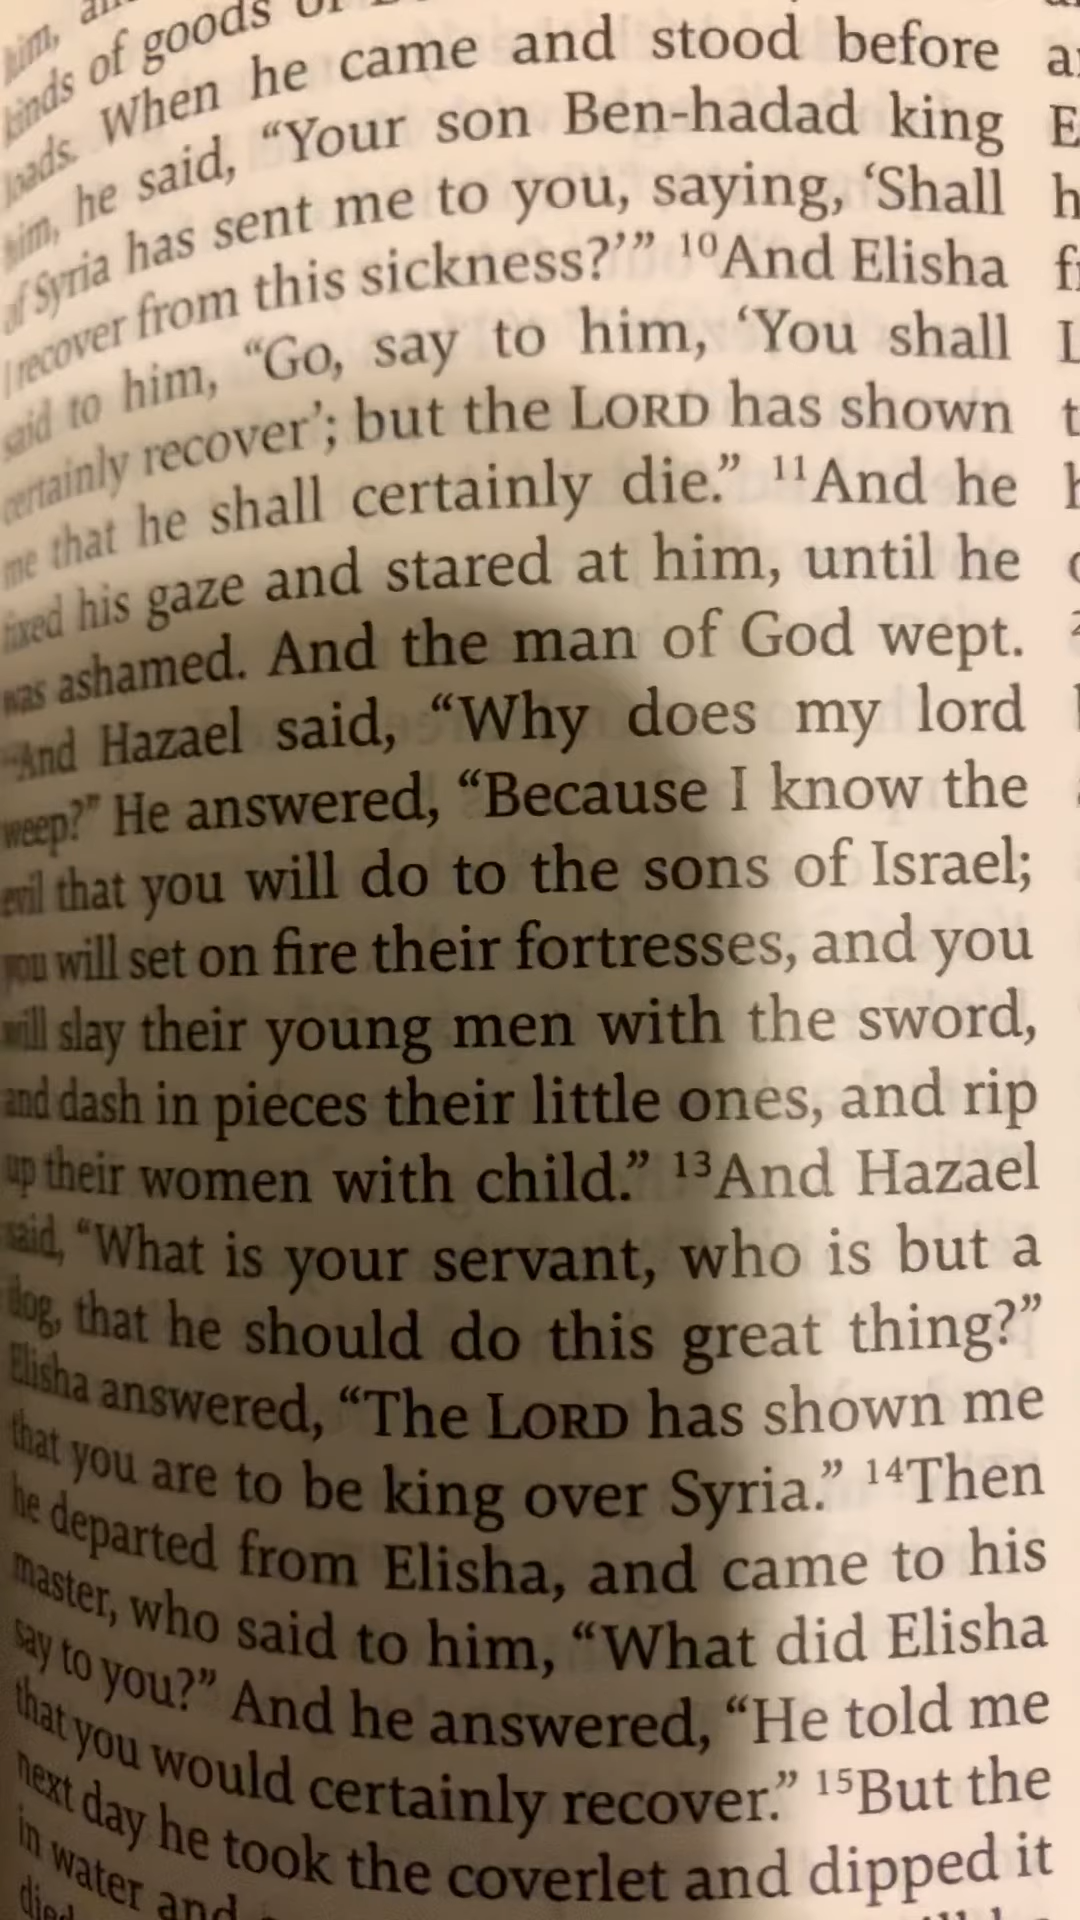 him,
kinds of goods of
loads. When he came and stood before
him, he said, “Your son Ben-hadad king
of Syria has sent me to you, saying, ‘Shall
I recover from this sickness?’” ¹⁰And Elisha
said to him, “Go, say to him, ‘You shall
certainly recover’; but the LORD has shown
me that he shall certainly die.” ¹¹And he
fixed his gaze and stared at him, until he
was ashamed. And the man of God wept.
And Hazael said, “Why does my lord
weep?” He answered, “Because I know the
evil that you will do to the sons of Israel;
you will set on fire their fortresses, and you
will slay their young men with the sword,
and dash in pieces their little ones, and rip
up their women with child.” ¹³And Hazael
said, “What is your servant, who is but a
dog, that he should do this great thing?”
Elisha answered, “The LORD has shown me
that you are to be king over Syria.” ¹⁴Then
he departed from Elisha, and came to his
master, who said to him, “What did Elisha
say to you?” And he answered, “He told me
that you would certainly recover.” ¹⁵But the
next day he took the coverlet and dipped it
in water and